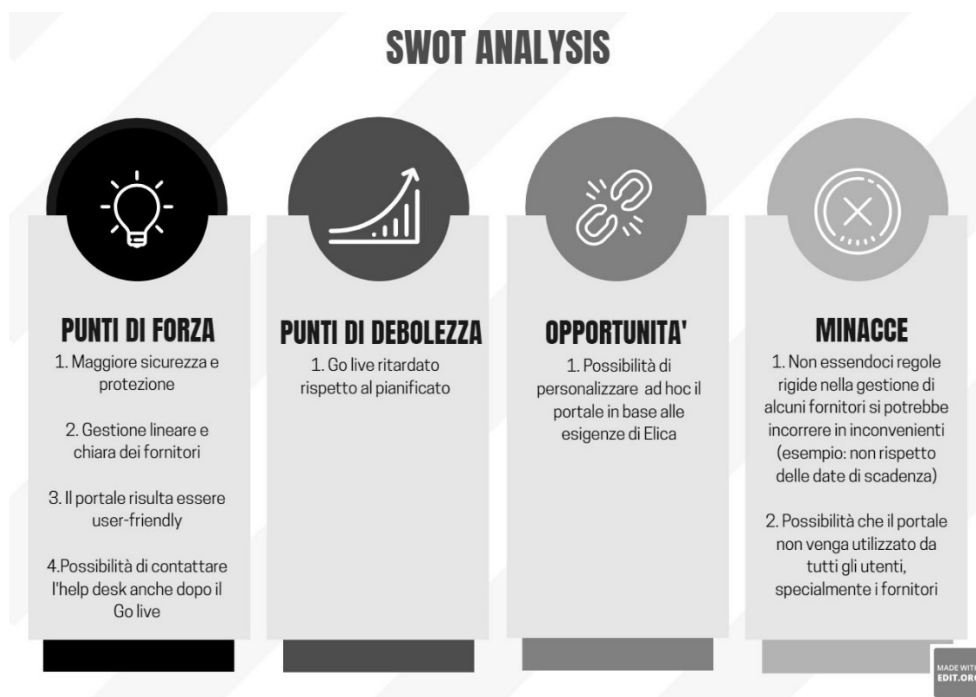 SWOT ANALYSIS
PUNTI DI FORZA
1. Maggiore sicurezza e
protezione
2. Gestione lineare e
chiara dei fornitori
3. Il portale risulta essere
user-friendly
4.Possibilità di contattare
l'help desk anche dopo il
Go live
PUNTI DI DEBOLEZZA
1. Go live ritardato
rispetto al pianificato
OPPORTUNITA'
1. Possibilità di
personalizzare ad hoc il
portale in base alle
esigenze di Elica
MINACCE
1. Non essendoci regole
rigide nella gestione di
alcuni fornitori si potrebbe
incorrere in inconvenienti
(esempio: non rispetto
delle date di scadenza)
2. Possibilità che il portale
non venga utilizzato da
tutti gli utenti,
specialmente i fornitori
MADE WITH
EDIT.ORG